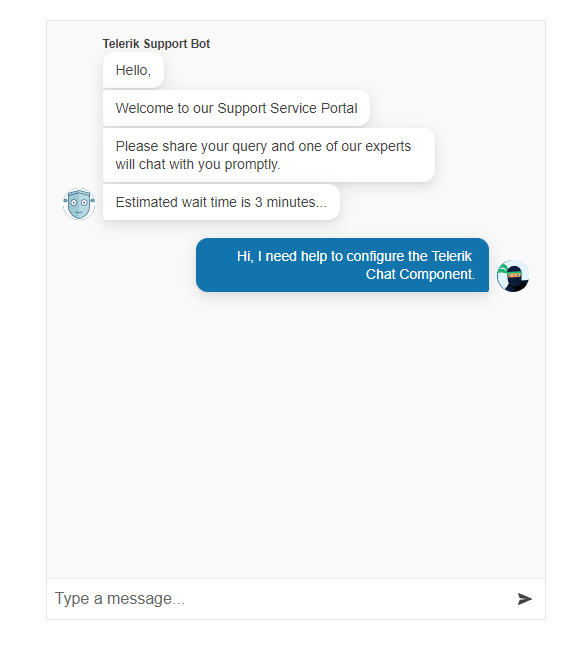 Telerik Support Bot
Hello,
Welcome to our Support Service Portal
Please share your query and one of our experts
will chat with you promptly.
Estimated wait time is 3 minutes...
Hi, I need help to configure the Telerik
Chat Component.
Type a message...